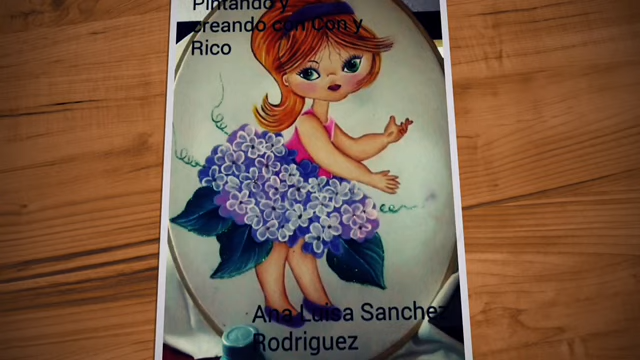 Pintando y
creando con Con y
Rico
Ana Luisa Sanchez
Rodriguez